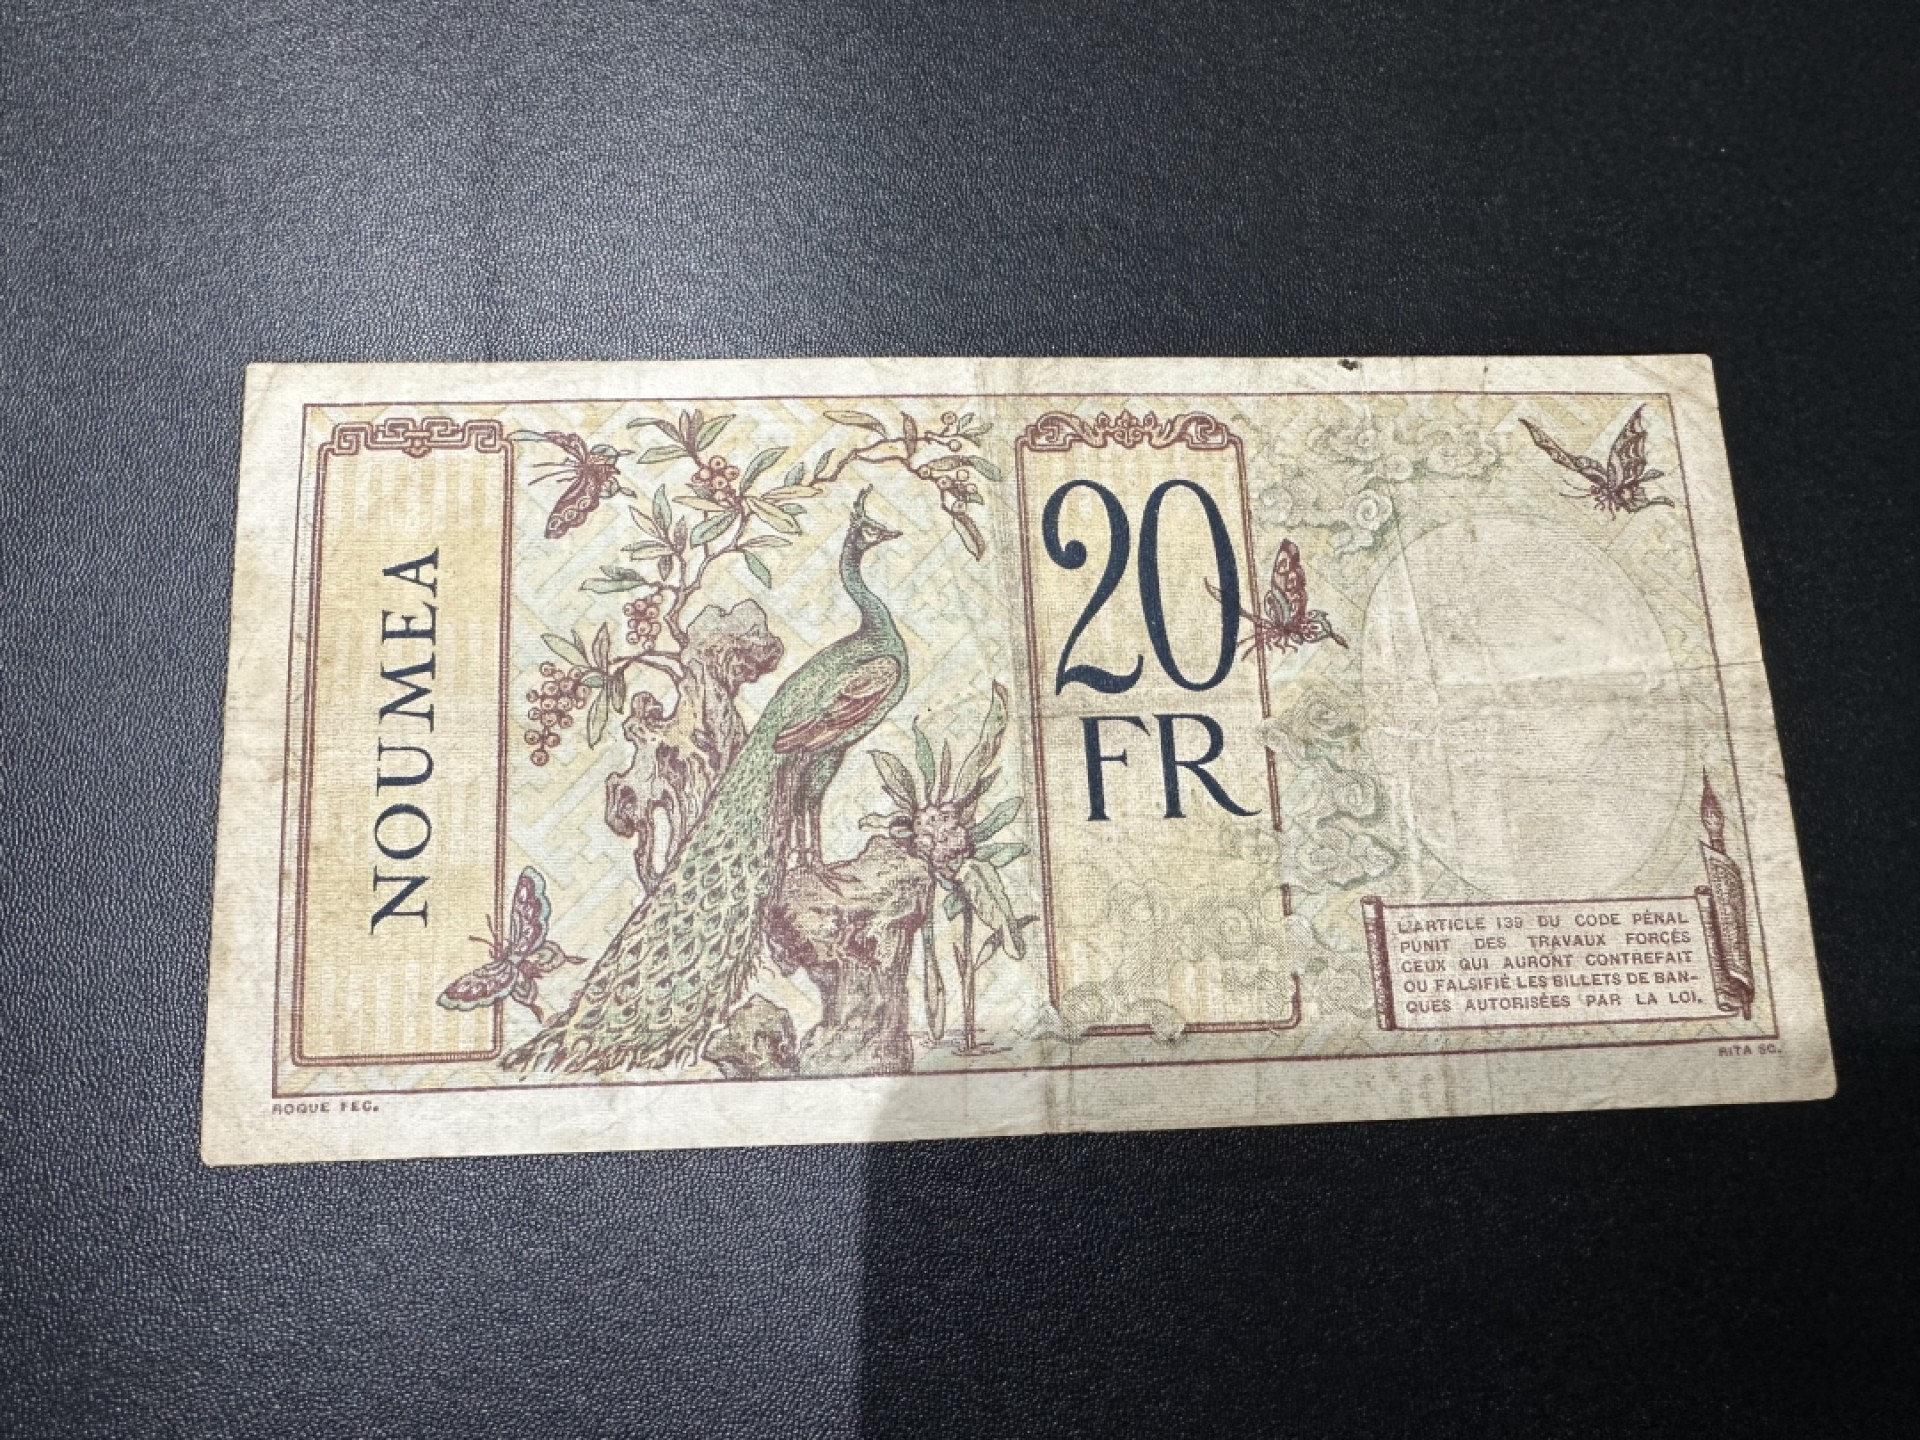 NOUMEA
20
FR
L'ARTICLE 139 DU CODE PÉNAL
PUNIT DES TRAVAUX FORCÉS
CEUX QUI AURONT CONTREFAIT
OU FALSIFIÉ LES BILLETS DE BAN-
QUES AUTORISÉES PAR LA LOI.
ROQUE FEC.
RITA SC.